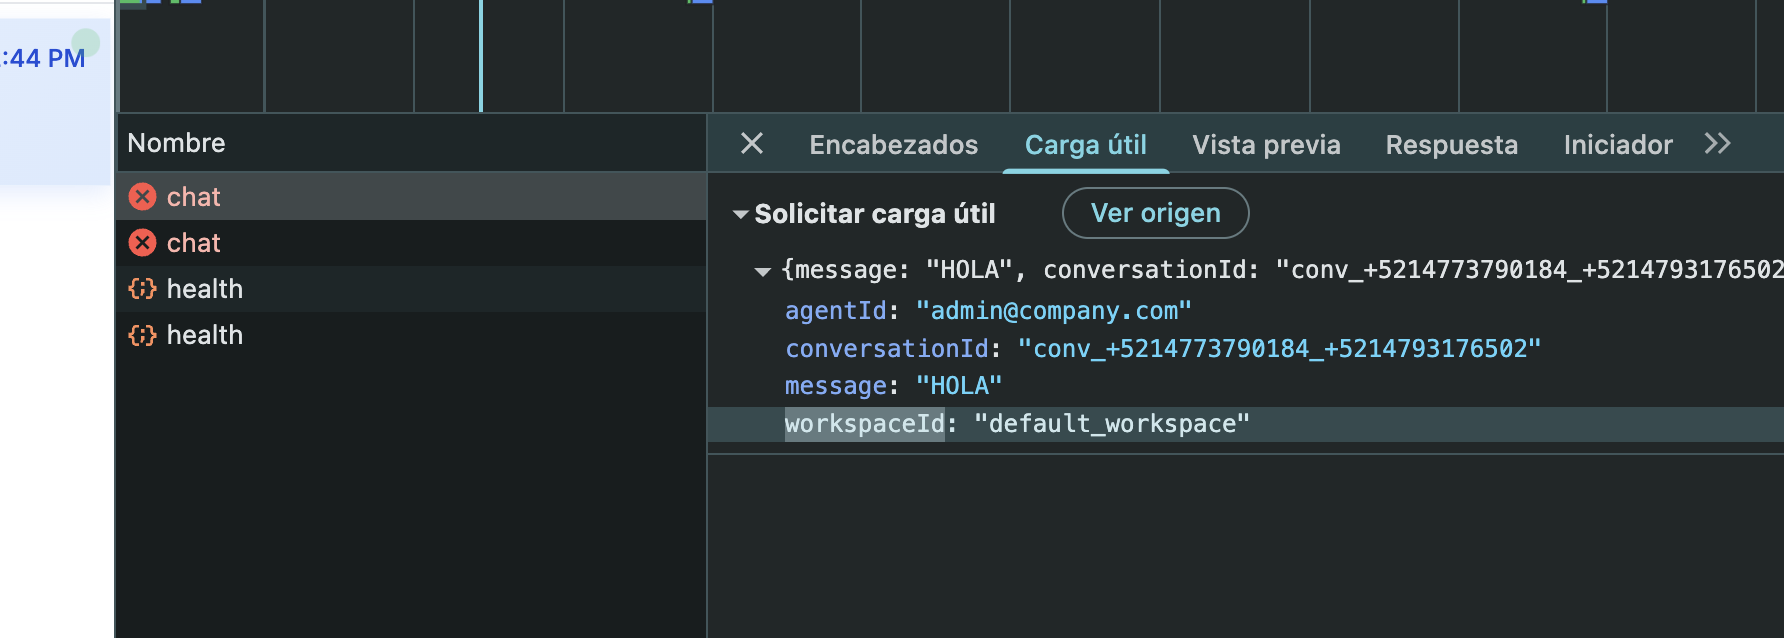 :44 PM
Nombre
Encabezados Carga útil Vista previa Respuesta Iniciador
chat
chat
health
health
Solicitar carga útil Ver origen
{message: "HOLA", conversationId: "conv_+5214773790184_+5214793176502
agentId: "admin@company.com"
conversationId: "conv_+5214773790184_+5214793176502"
message: "HOLA"
workspaceId: "default_workspace"